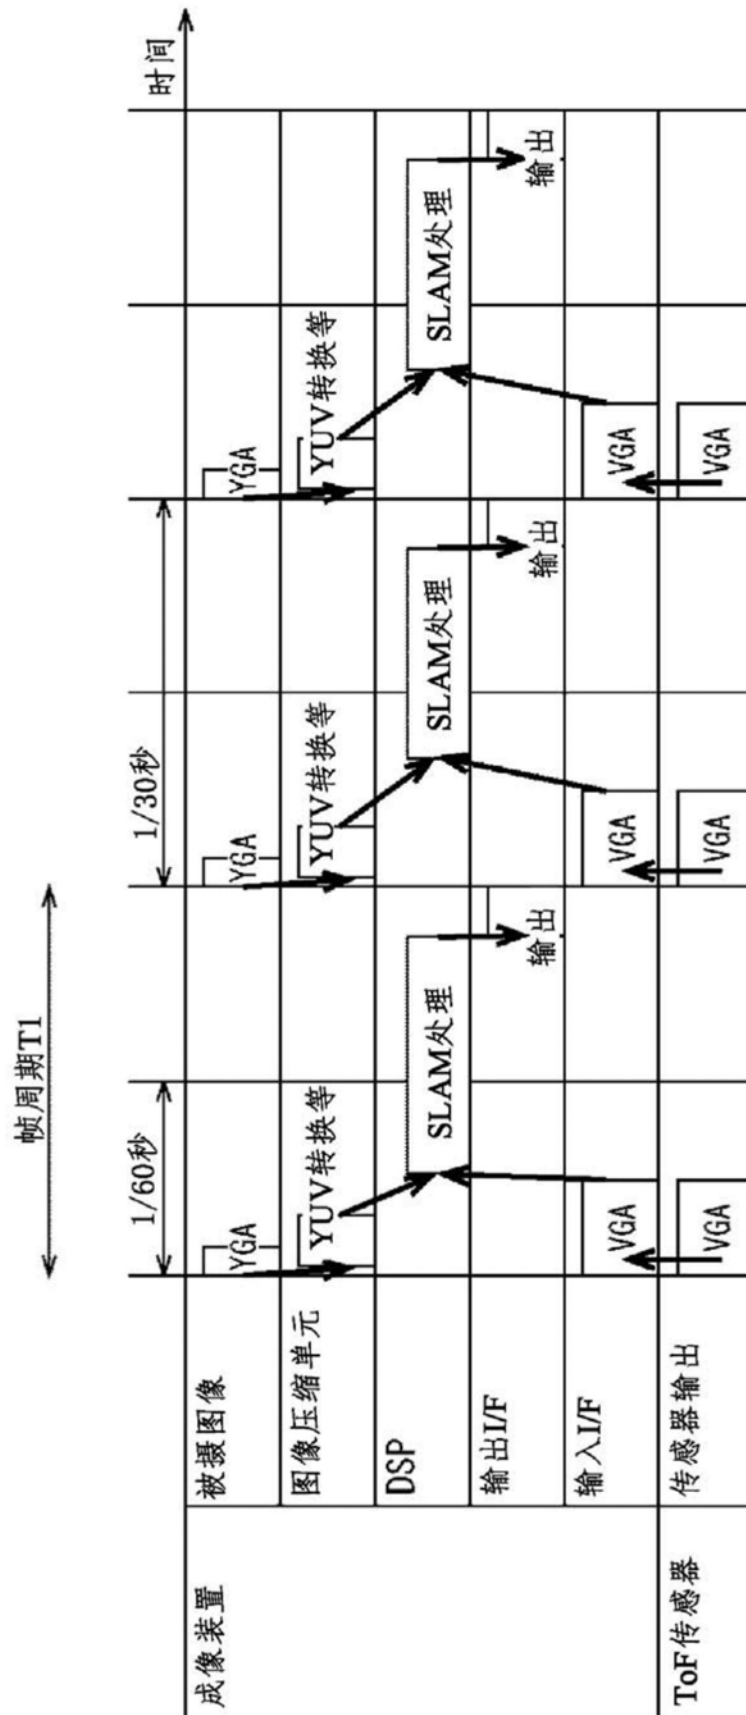 帧周期T1
1/60秒
1/30秒
时间
成像装置
被摄图像
YGA
YGA
YGA
图像压缩单元
YUV转换等
YUV转换等
YUV转换等
DSP
SLAM处理
SLAM处理
SLAM处理
输出I/F
输出
输出
输出
输入I/F
VGA
VGA
VGA
ToF传感器
传感器输出
VGA
VGA
VGA